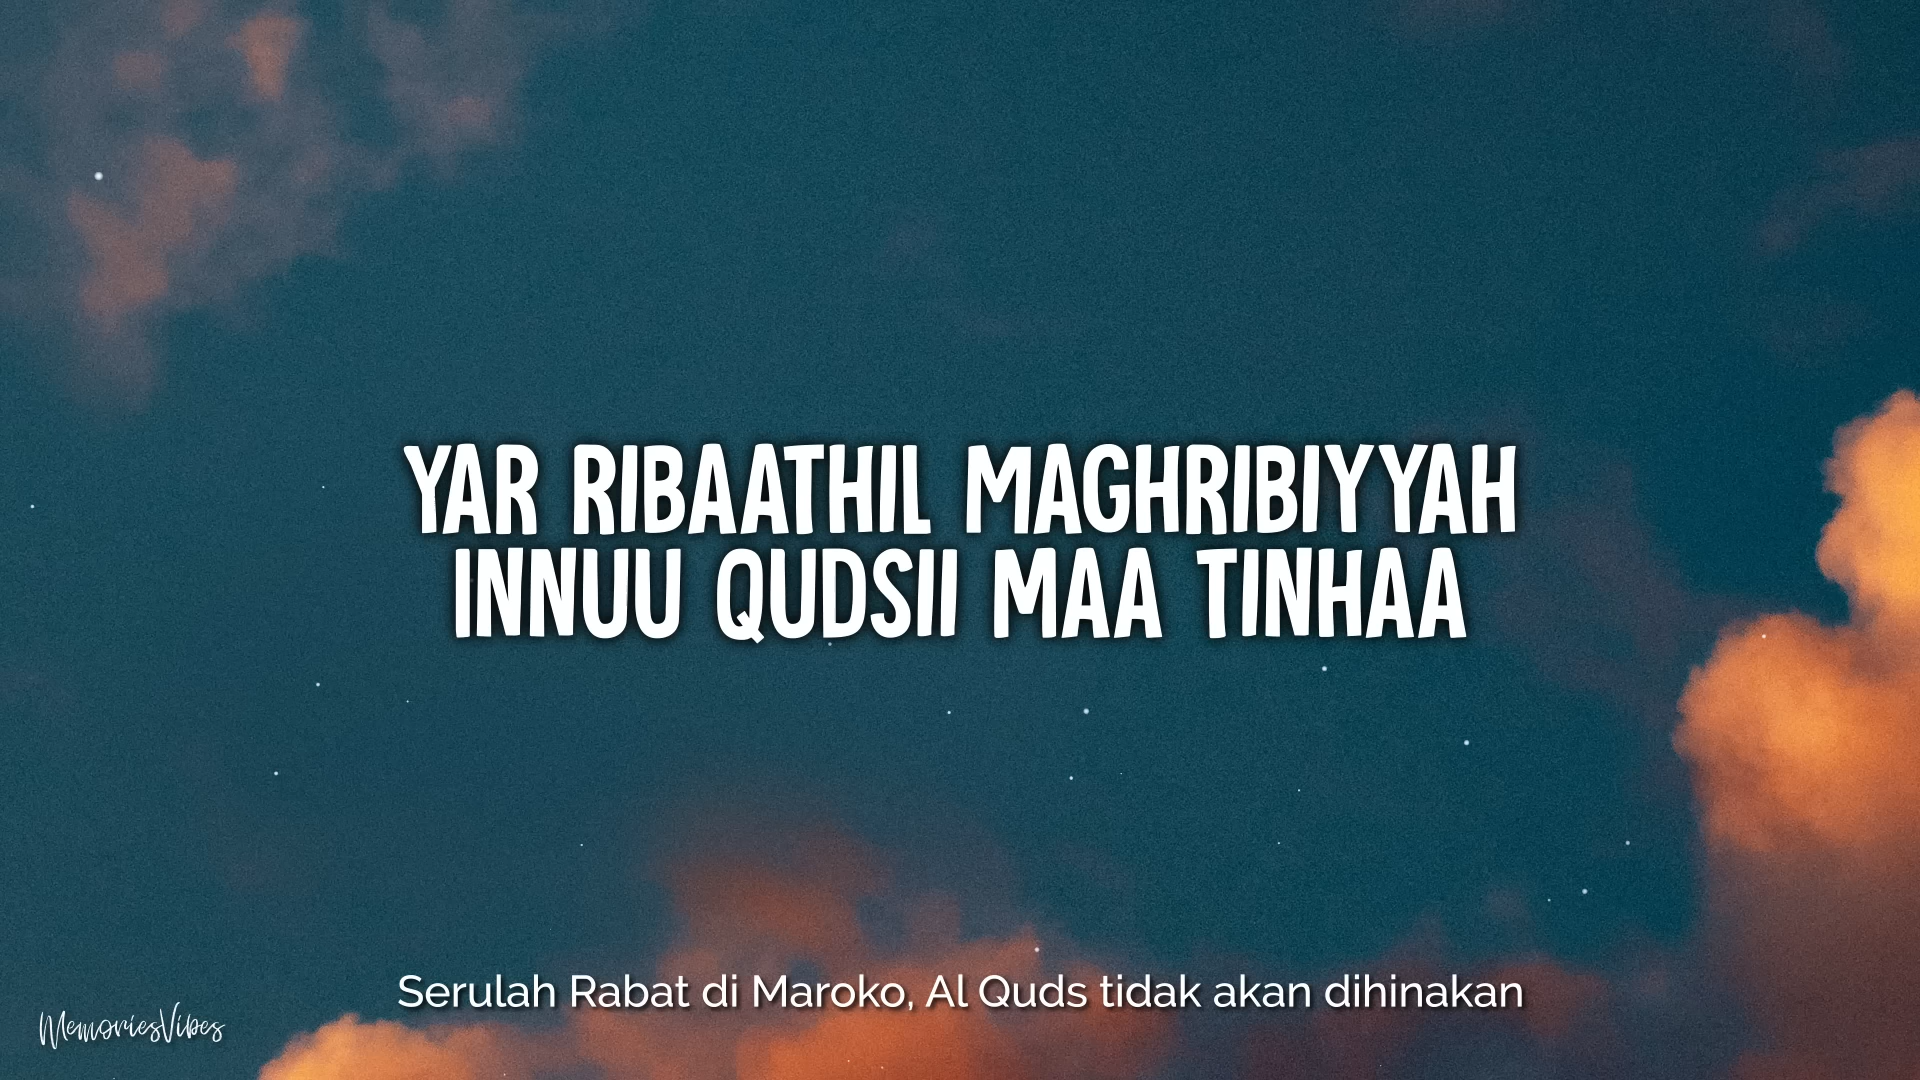 YAR RIBAATHIL MAGHRIBIYYAH
INNUU QUDSII MAA TINHAA
Serulah Rabat di Maroko, Al Quds tidak akan dihinakan
MemoriesVibes